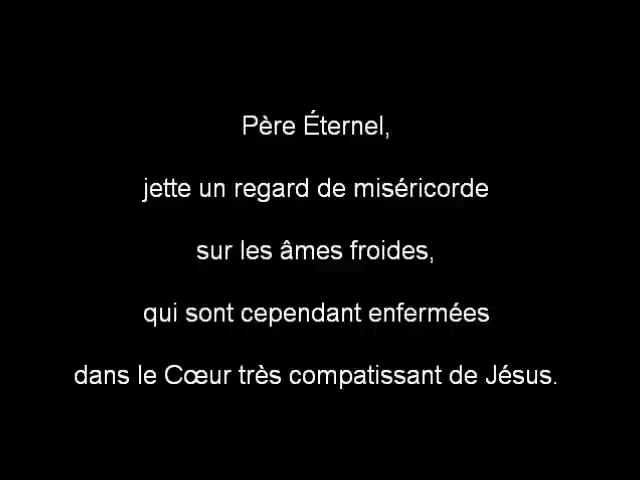 Père Éternel,
jette un regard de miséricorde
sur les âmes froides,
qui sont cependant enfermées
dans le Cœur très compatissant de Jésus.